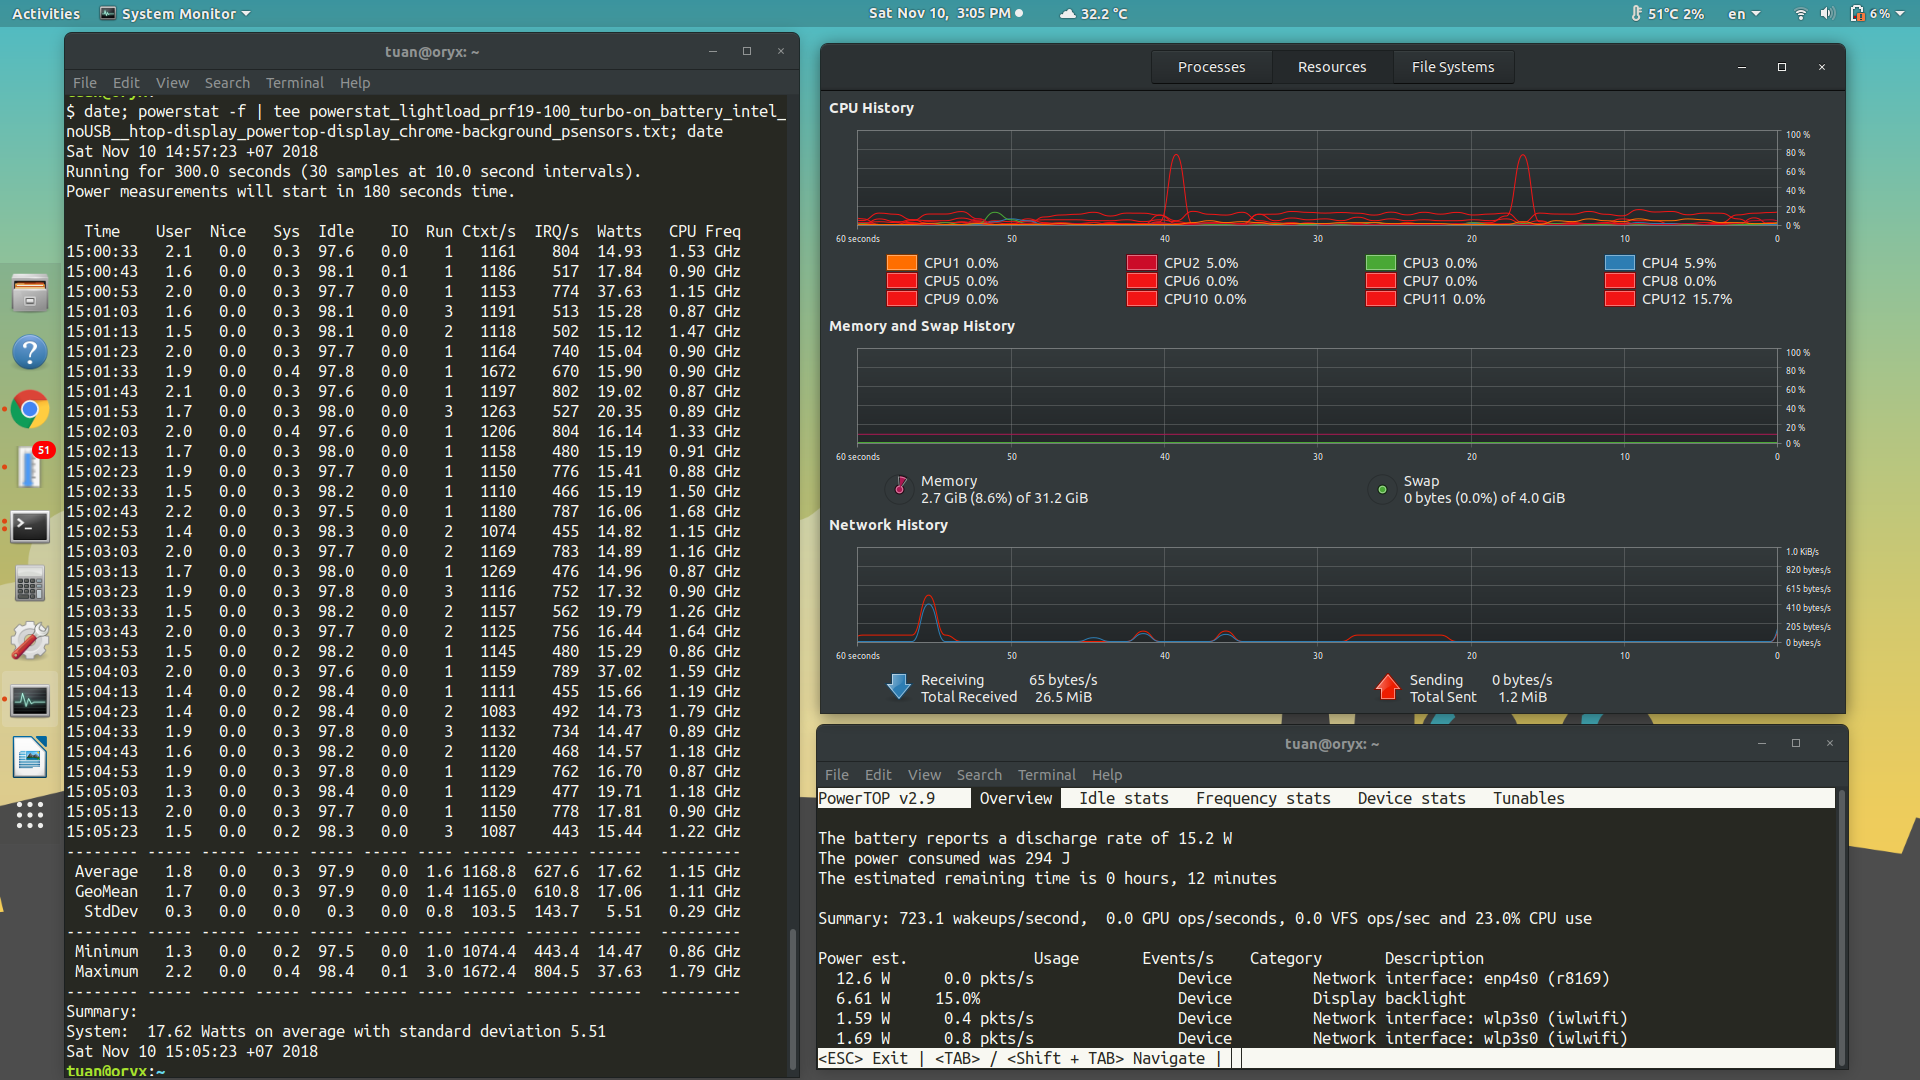 Activities System Monitor Sat Nov 10, 3:05 PM 32.2 °C 51°C 2% en 6 %
tuan@oryx: ~
File Edit View Search Terminal Help
$ date; powerstat -f | tee powerstat_lightload_prf19-100_turbo-on_battery_intel_
noUSB__htop-display_powertop-display_chrome-background_psensors.txt; date
Sat Nov 10 14:57:23 +07 2018
Running for 300.0 seconds (30 samples at 10.0 second intervals).
Power measurements will start in 180 seconds time.
Time User Nice Sys Idle IO Run Ctxt/s IRQ/s Watts CPU Freq
15:00:33 2.1 0.0 0.3 97.6 0.0 1 1161 804 14.93 1.53 GHz
15:00:43 1.6 0.0 0.3 98.1 0.1 1 1186 517 17.84 0.90 GHz
15:00:53 2.0 0.0 0.3 97.7 0.0 1 1153 774 37.63 1.15 GHz
15:01:03 1.6 0.0 0.3 98.1 0.0 3 1191 513 15.28 0.87 GHz
15:01:13 1.5 0.0 0.3 98.1 0.0 2 1118 502 15.12 1.47 GHz
15:01:23 2.0 0.0 0.3 97.7 0.0 1 1164 740 15.04 0.90 GHz
15:01:33 1.9 0.0 0.4 97.8 0.0 1 1672 670 15.90 0.90 GHz
15:01:43 2.1 0.0 0.3 97.6 0.0 1 1197 802 19.02 0.87 GHz
15:01:53 1.7 0.0 0.3 98.0 0.0 3 1263 527 20.35 0.89 GHz
15:02:03 2.0 0.0 0.4 97.6 0.0 1 1206 804 16.14 1.33 GHz
15:02:13 1.7 0.0 0.3 98.0 0.0 1 1158 480 15.19 0.91 GHz
15:02:23 1.9 0.0 0.3 97.7 0.0 1 1150 776 15.41 0.88 GHz
15:02:33 1.5 0.0 0.3 98.2 0.0 1 1110 466 15.19 1.50 GHz
15:02:43 2.2 0.0 0.3 97.5 0.0 1 1180 787 16.06 1.68 GHz
15:02:53 1.4 0.0 0.3 98.3 0.0 2 1074 455 14.82 1.15 GHz
15:03:03 2.0 0.0 0.3 97.7 0.0 2 1169 783 14.89 1.16 GHz
15:03:13 1.7 0.0 0.3 98.0 0.0 1 1269 476 14.96 0.87 GHz
15:03:23 1.9 0.0 0.3 97.8 0.0 3 1116 752 17.32 0.90 GHz
15:03:33 1.5 0.0 0.3 98.2 0.0 2 1157 562 19.79 1.26 GHz
15:03:43 2.0 0.0 0.3 97.7 0.0 2 1125 756 16.44 1.64 GHz
15:03:53 1.5 0.0 0.2 98.2 0.0 1 1145 480 15.29 0.86 GHz
15:04:03 2.0 0.0 0.3 97.6 0.0 1 1159 789 37.02 1.59 GHz
15:04:13 1.4 0.0 0.2 98.4 0.0 1 1111 455 15.66 1.19 GHz
15:04:23 1.4 0.0 0.2 98.4 0.0 2 1083 492 14.73 1.79 GHz
15:04:33 1.9 0.0 0.3 97.8 0.0 3 1132 734 14.47 0.89 GHz
15:04:43 1.6 0.0 0.3 98.2 0.0 2 1120 468 14.57 1.18 GHz
15:04:53 1.9 0.0 0.3 97.8 0.0 1 1129 762 16.70 0.87 GHz
15:05:03 1.3 0.0 0.3 98.4 0.0 1 1129 477 19.71 1.18 GHz
15:05:13 2.0 0.0 0.3 97.7 0.0 1 1150 778 17.81 0.90 GHz
15:05:23 1.5 0.0 0.2 98.3 0.0 3 1087 443 15.44 1.22 GHz
-------- ----- ----- ----- ----- ----- ---- ------ ------ ------ ---------
Average 1.8 0.0 0.3 97.9 0.0 1.6 1168.8 627.6 17.62 1.15 GHz
GeoMean 1.7 0.0 0.3 97.9 0.0 1.4 1165.0 610.8 17.06 1.11 GHz
StdDev 0.3 0.0 0.0 0.3 0.0 0.8 103.5 143.7 5.51 0.29 GHz
-------- ----- ----- ----- ----- ----- ---- ------ ------ ------ ---------
Minimum 1.3 0.0 0.2 97.5 0.0 1.0 1074.4 443.4 14.47 0.86 GHz
Maximum 2.2 0.0 0.4 98.4 0.1 3.0 1672.4 804.5 37.63 1.79 GHz
-------- ----- ----- ----- ----- ----- ---- ------ ------ ------ ---------
Summary:
System: 17.62 Watts on average with standard deviation 5.51
Sat Nov 10 15:05:23 +07 2018
tuan@oryx:~
51
Processes Resources File Systems
CPU History
100 %
80 %
60 %
40 %
20 %
0 %
60 seconds 50 40 30 20 10 0
CPU1 0.0% CPU2 5.0% CPU3 0.0% CPU4 5.9%
CPU5 0.0% CPU6 0.0% CPU7 0.0% CPU8 0.0%
CPU9 0.0% CPU10 0.0% CPU11 0.0% CPU12 15.7%
Memory and Swap History
100 %
80 %
60 %
40 %
20 %
0 %
60 seconds 50 40 30 20 10 0
Memory
2.7 GiB (8.6%) of 31.2 GiB
Swap
0 bytes (0.0%) of 4.0 GiB
Network History
1.0 KiB/s
820 bytes/s
615 bytes/s
410 bytes/s
205 bytes/s
0 bytes/s
60 seconds 50 40 30 20 10 0
Receiving 65 bytes/s
Total Received 26.5 MiB
Sending 0 bytes/s
Total Sent 1.2 MiB
tuan@oryx: ~
File Edit View Search Terminal Help
PowerTOP v2.9 Overview Idle stats Frequency stats Device stats Tunables
The battery reports a discharge rate of 15.2 W
The power consumed was 294 J
The estimated remaining time is 0 hours, 12 minutes
Summary: 723.1 wakeups/second, 0.0 GPU ops/seconds, 0.0 VFS ops/sec and 23.0% CPU use
Power est. Usage Events/s Category Description
12.6 W 0.0 pkts/s Device Network interface: enp4s0 (r8169)
6.61 W 15.0% Device Display backlight
1.59 W 0.4 pkts/s Device Network interface: wlp3s0 (iwlwifi)
1.69 W 0.8 pkts/s Device Network interface: wlp3s0 (iwlwifi)
<ESC> Exit | <TAB> / <Shift + TAB> Navigate |